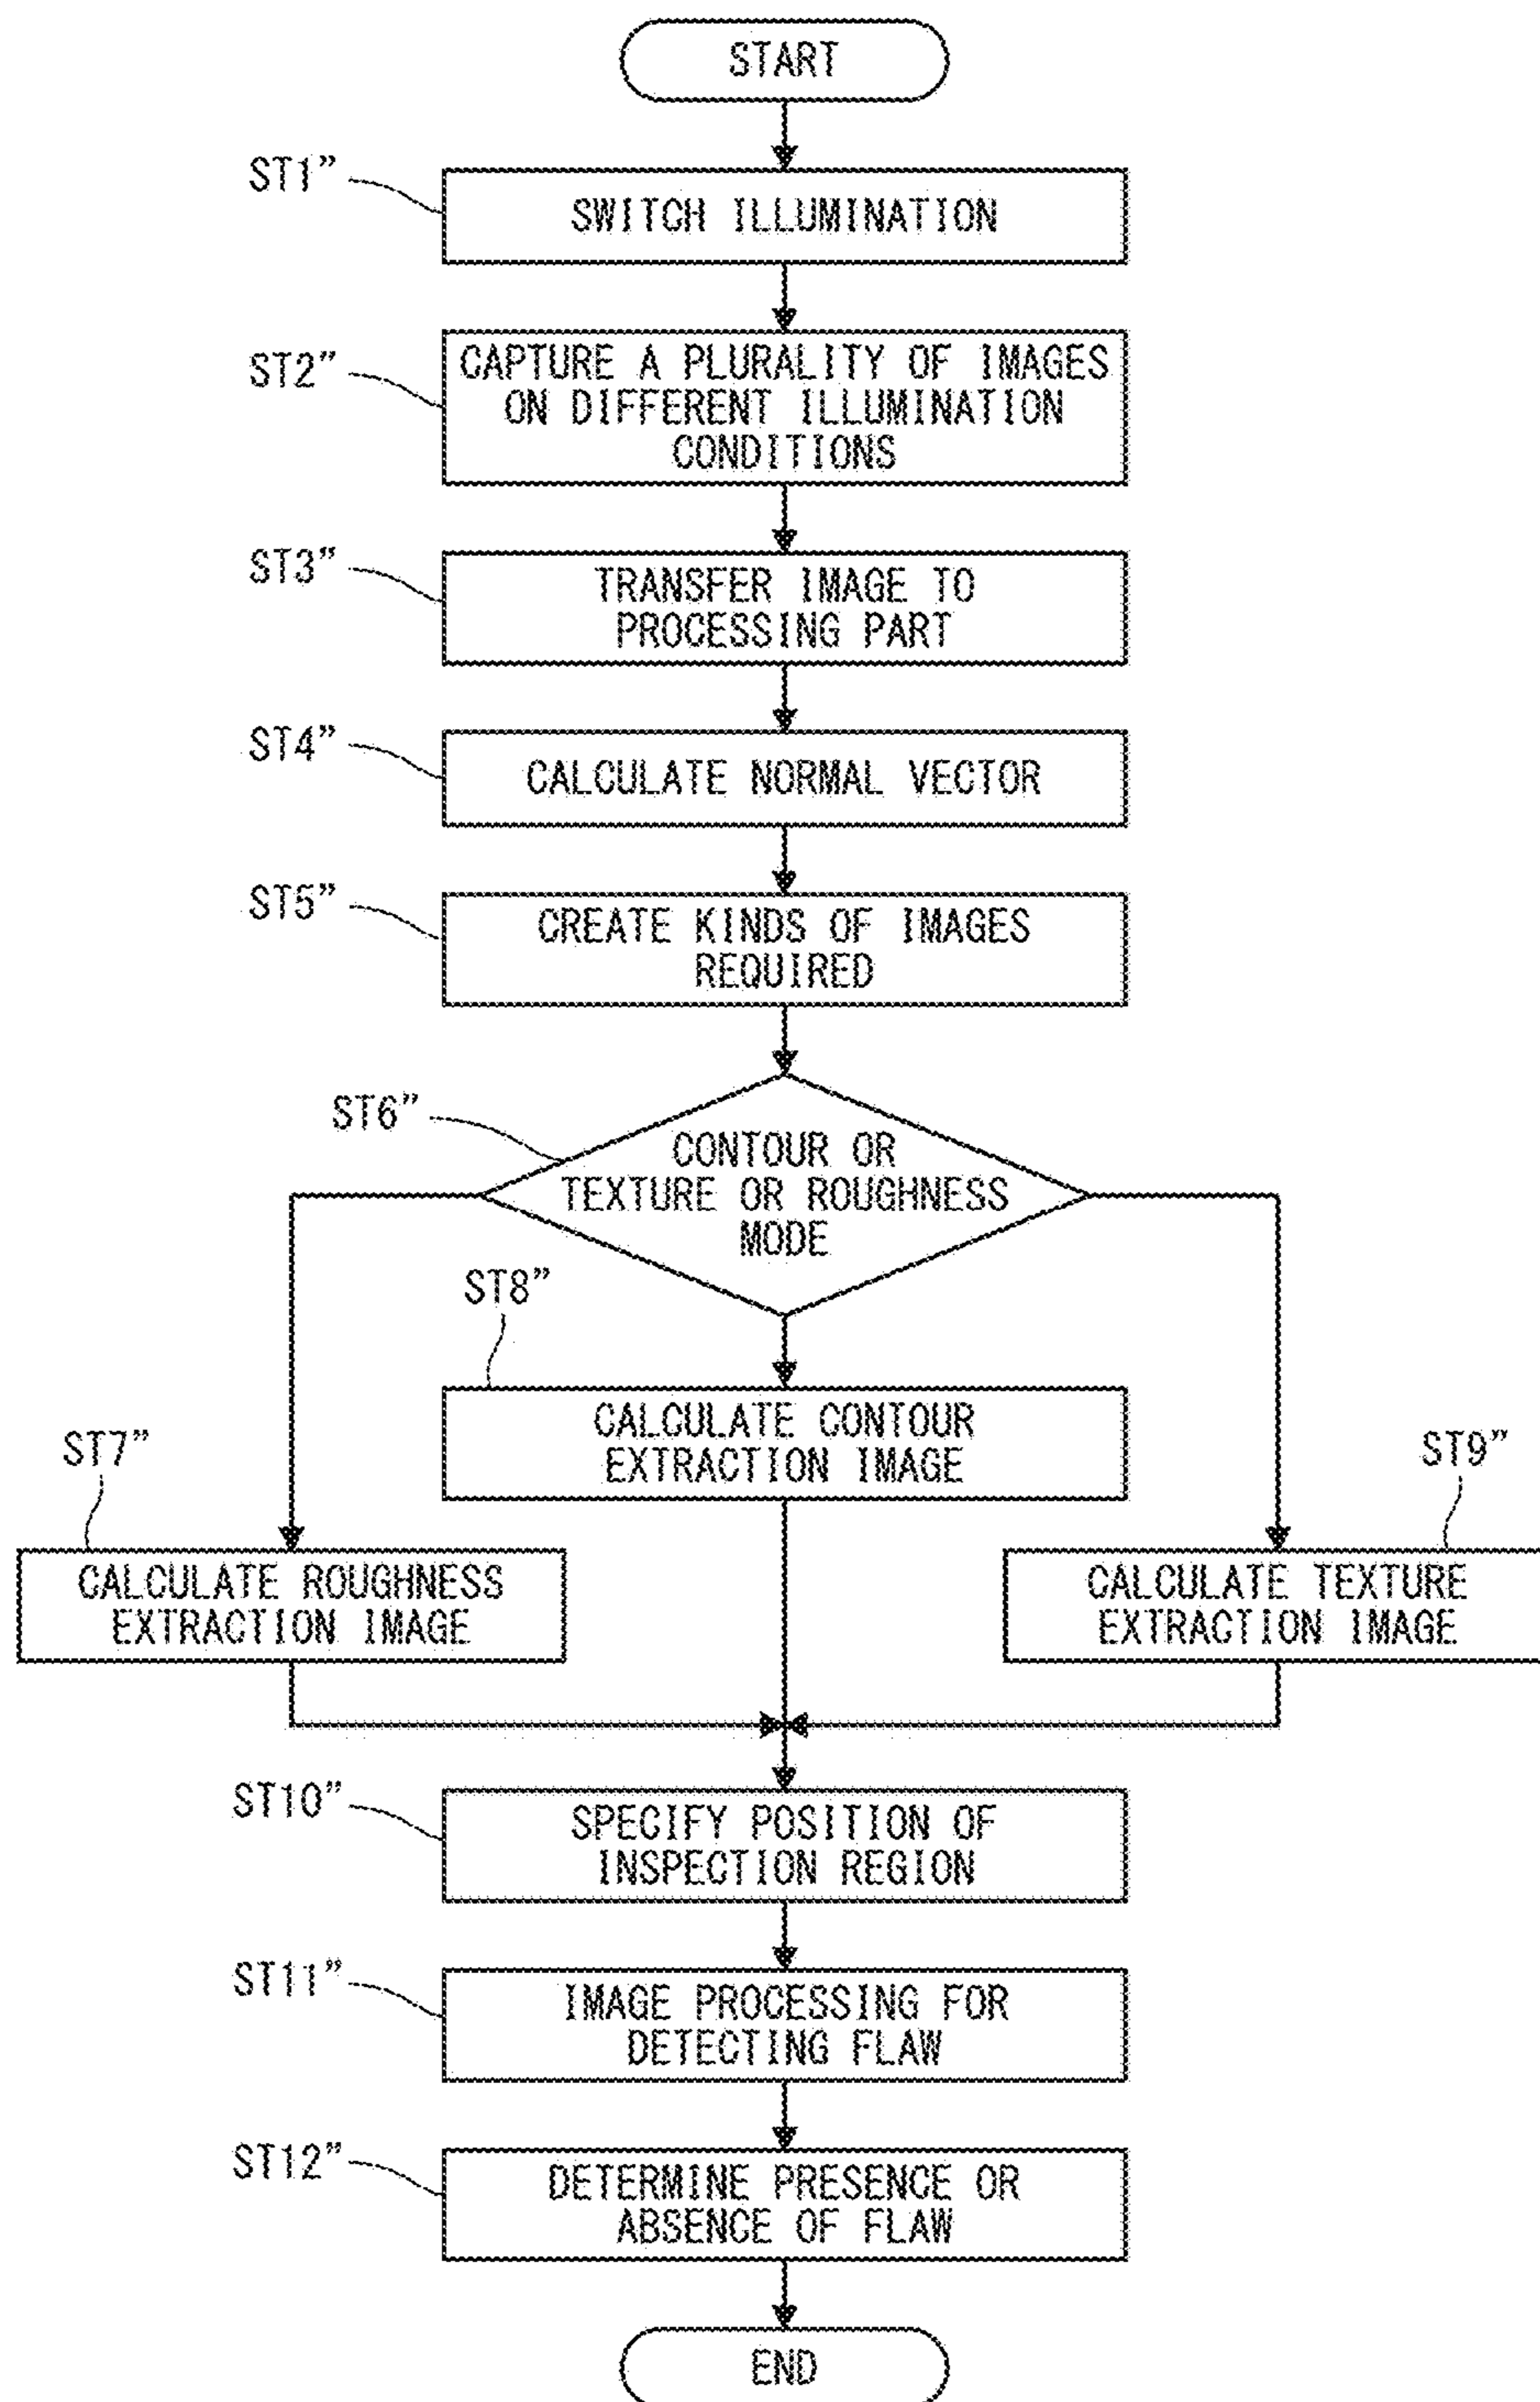 START
ST1”
SWITCH ILLUMINATION
ST2”
CAPTURE A PLURALITY OF IMAGES
ON DIFFERENT ILLUMINATION
CONDITIONS
ST3”
TRANSFER IMAGE TO
PROCESSING PART
ST4”
CALCULATE NORMAL VECTOR
ST5”
CREATE KINDS OF IMAGES
REQUIRED
ST6”
CONTOUR OR
TEXTURE OR ROUGHNESS
MODE
ST8”
CALCULATE CONTOUR
EXTRACTION IMAGE
ST7”
CALCULATE ROUGHNESS
EXTRACTION IMAGE
ST9”
CALCULATE TEXTURE
EXTRACTION IMAGE
ST10”
SPECIFY POSITION OF
INSPECTION REGION
ST11”
IMAGE PROCESSING FOR
DETECTING FLAW
ST12”
DETERMINE PRESENCE OR
ABSENCE OF FLAW
END